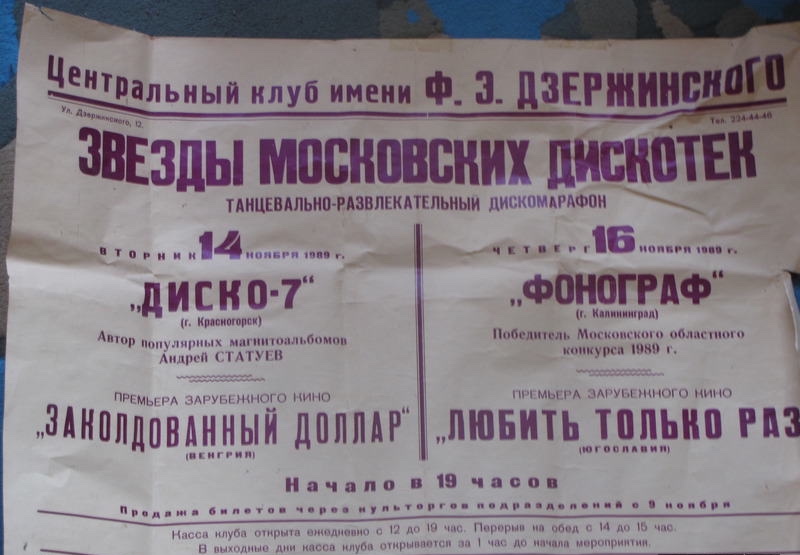 Центральный клуб имени Ф. Э. ДЗЕРЖИНСКОГО
Ул. Дзержинского, 12.
Тел. 224-44-46
ЗВЕЗДЫ МОСКОВСКИХ ДИСКОТЕК
ТАНЦЕВАЛЬНО-РАЗВЛЕКАТЕЛЬНЫЙ ДИСКОМАРАФОН
ВТОРНИК 14 НОЯБРЯ 1989 г.
„ДИСКО-7“
(г. Красногорск)
Автор популярных магнитоальбомов
Андрей СТАТУЕВ
ПРЕМЬЕРА ЗАРУБЕЖНОГО КИНО
„ЗАКОЛДОВАННЫЙ ДОЛЛАР“
(ВЕНГРИЯ)
ЧЕТВЕРГ 16 НОЯБРЯ 1989 г.
„ФОНОГРАФ“
(г. Калининград)
Победитель Московского областного
конкурса 1989 г.
ПРЕМЬЕРА ЗАРУБЕЖНОГО КИНО
„ЛЮБИТЬ ТОЛЬКО РАЗ
(ЮГОСЛАВИЯ)
Начало в 19 часов
Продажа билетов через культоргов подразделений с 9 ноября
Касса клуба открыта ежедневно с 12 до 19 час. Перерыв на обед с 14 до 15 час.
В выходные дни касса клуба открывается за 1 час до начала мероприятия.